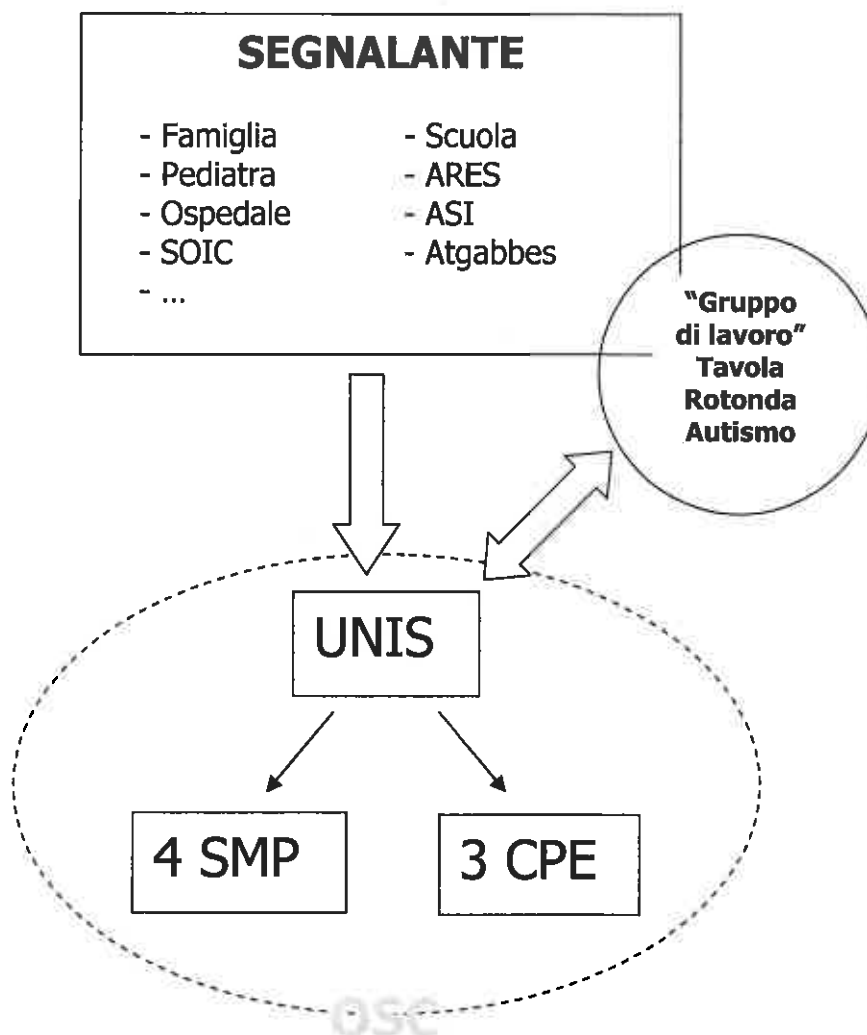 SEGNALANTE
- Famiglia
- Pediatra
- Ospedale
- SOIC
- ...
- Scuola
- ARES
- ASI
- Atgabbes
"Gruppo
di lavoro"
Tavola
Rotonda
Autismo
UNIS
4 SMP
3 CPE
OSC